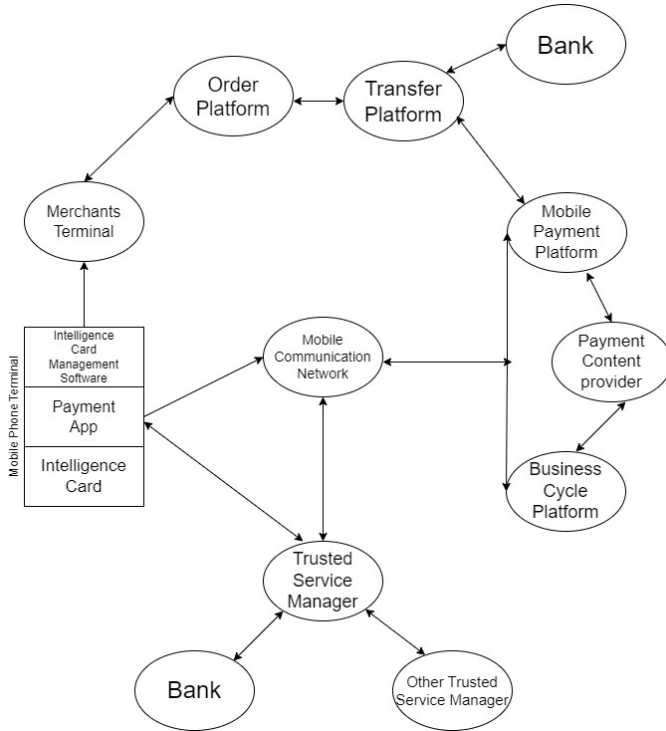 Bank
Order
Platform
Transfer
Platform
Merchants
Terminal
Mobile
Payment
Platform
Mobile Phone Terminal
Intelligence
Card
Management
Software
Payment
App
Intelligence
Card
Mobile
Communication
Network
Payment
Content
provider
Business
Cycle
Platform
Trusted
Service
Manager
Bank
Other Trusted
Service Manager